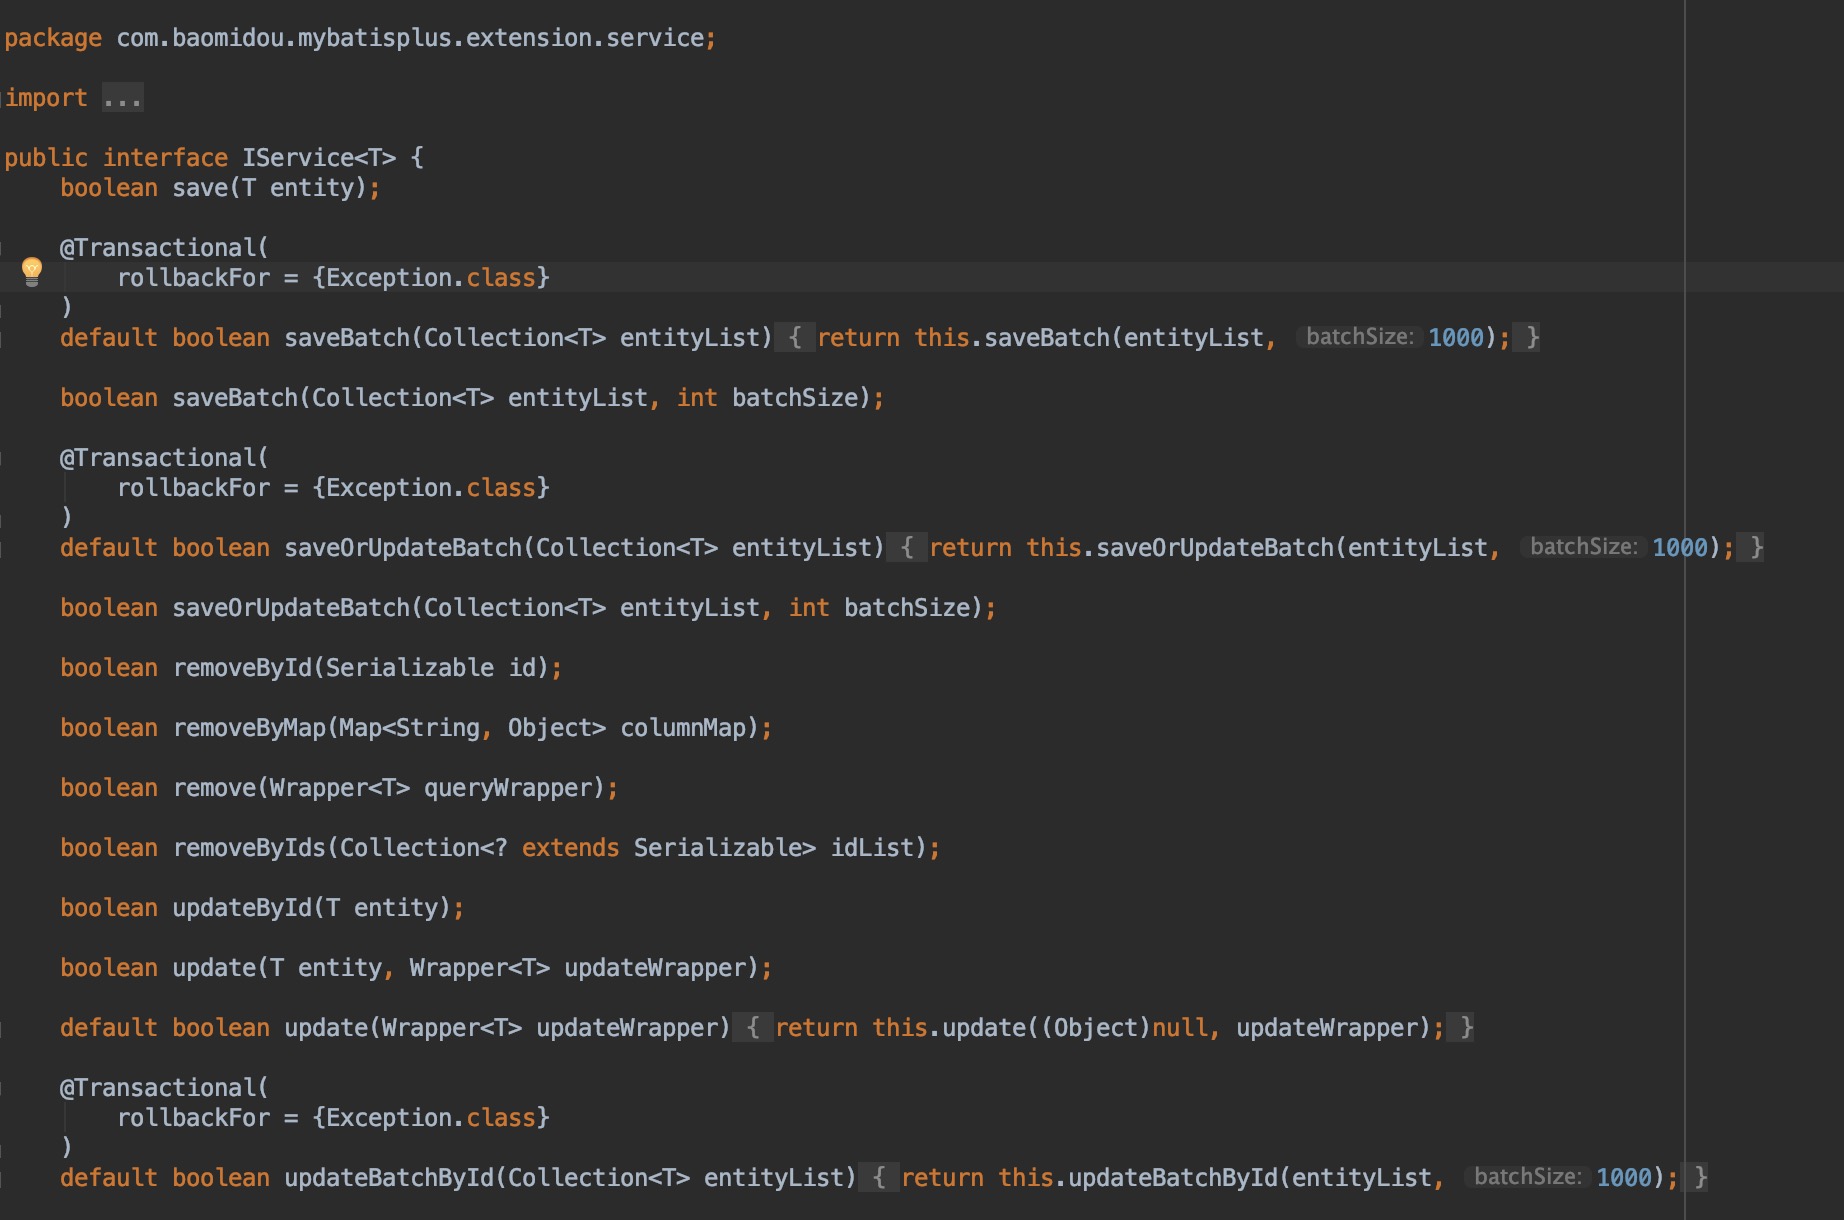 package com.baomidou.mybatisplus.extension.service;
import ...
public interface IService<T> {
boolean save(T entity);
@Transactional(
rollbackFor = {Exception.class}
)
default boolean saveBatch(Collection<T> entityList) { return this.saveBatch(entityList, batchSize: 1000); }
boolean saveBatch(Collection<T> entityList, int batchSize);
@Transactional(
rollbackFor = {Exception.class}
)
default boolean saveOrUpdateBatch(Collection<T> entityList) { return this.saveOrUpdateBatch(entityList, batchSize: 1000); }
boolean saveOrUpdateBatch(Collection<T> entityList, int batchSize);
boolean removeById(Serializable id);
boolean removeByMap(Map<String, Object> columnMap);
boolean remove(Wrapper<T> queryWrapper);
boolean removeByIds(Collection<? extends Serializable> idList);
boolean updateById(T entity);
boolean update(T entity, Wrapper<T> updateWrapper);
default boolean update(Wrapper<T> updateWrapper) { return this.update((Object)null, updateWrapper); }
@Transactional(
rollbackFor = {Exception.class}
)
default boolean updateBatchById(Collection<T> entityList) { return this.updateBatchById(entityList, batchSize: 1000); }